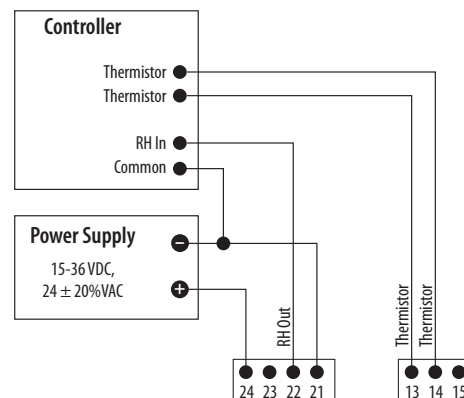 Controller
Thermistor
Thermistor
RH In
Common
Power Supply
15-36 VDC,
24 ± 20%VAC
−
+
RH Out
Thermistor
Thermistor
24 23 22 21
13 14 15